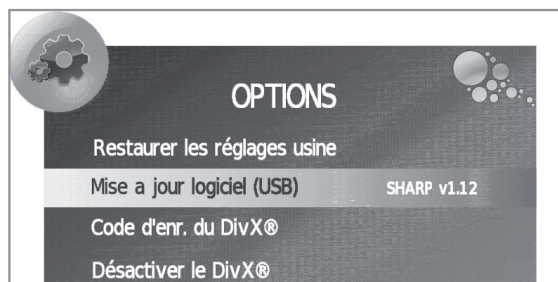 OPTIONS
Restaurer les réglages usine
Mise a jour logiciel (USB) SHARP v1.12
Code d'enr. du DivX®
Désactiver le DivX®